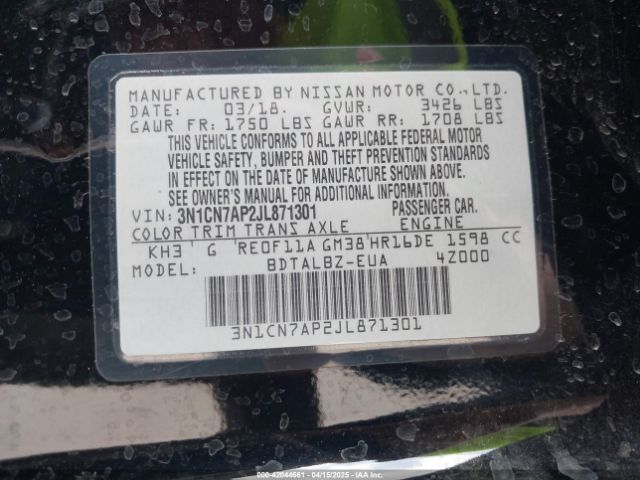 MANUFACTURED BY NISSAN MOTOR CO.,LTD.
DATE: 03/18. GVWR: 3426 LBS
GAWR FR: 1750 LBS GAWR RR: 1708 LBS
THIS VEHICLE CONFORMS TO ALL APPLICABLE FEDERAL MOTOR
VEHICLE SAFETY, BUMPER AND THEFT PREVENTION STANDARDS
IN EFFECT ON THE DATE OF MANUFACTURE SHOWN ABOVE.
SEE OWNER'S MANUAL FOR ADDITIONAL INFORMATION.
VIN: 3N1CN7AP2JL871301 PASSENGER CAR.
COLOR TRIM TRANS AXLE ENGINE
KH3 ' G 'RE0F11A GM38'HR16DE 1598 CC
MODEL: BDTALBZ-EUA 4Z000
3N1CN7AP2JL871301
000-42044661 - 04/15/2025 - IAA INC.